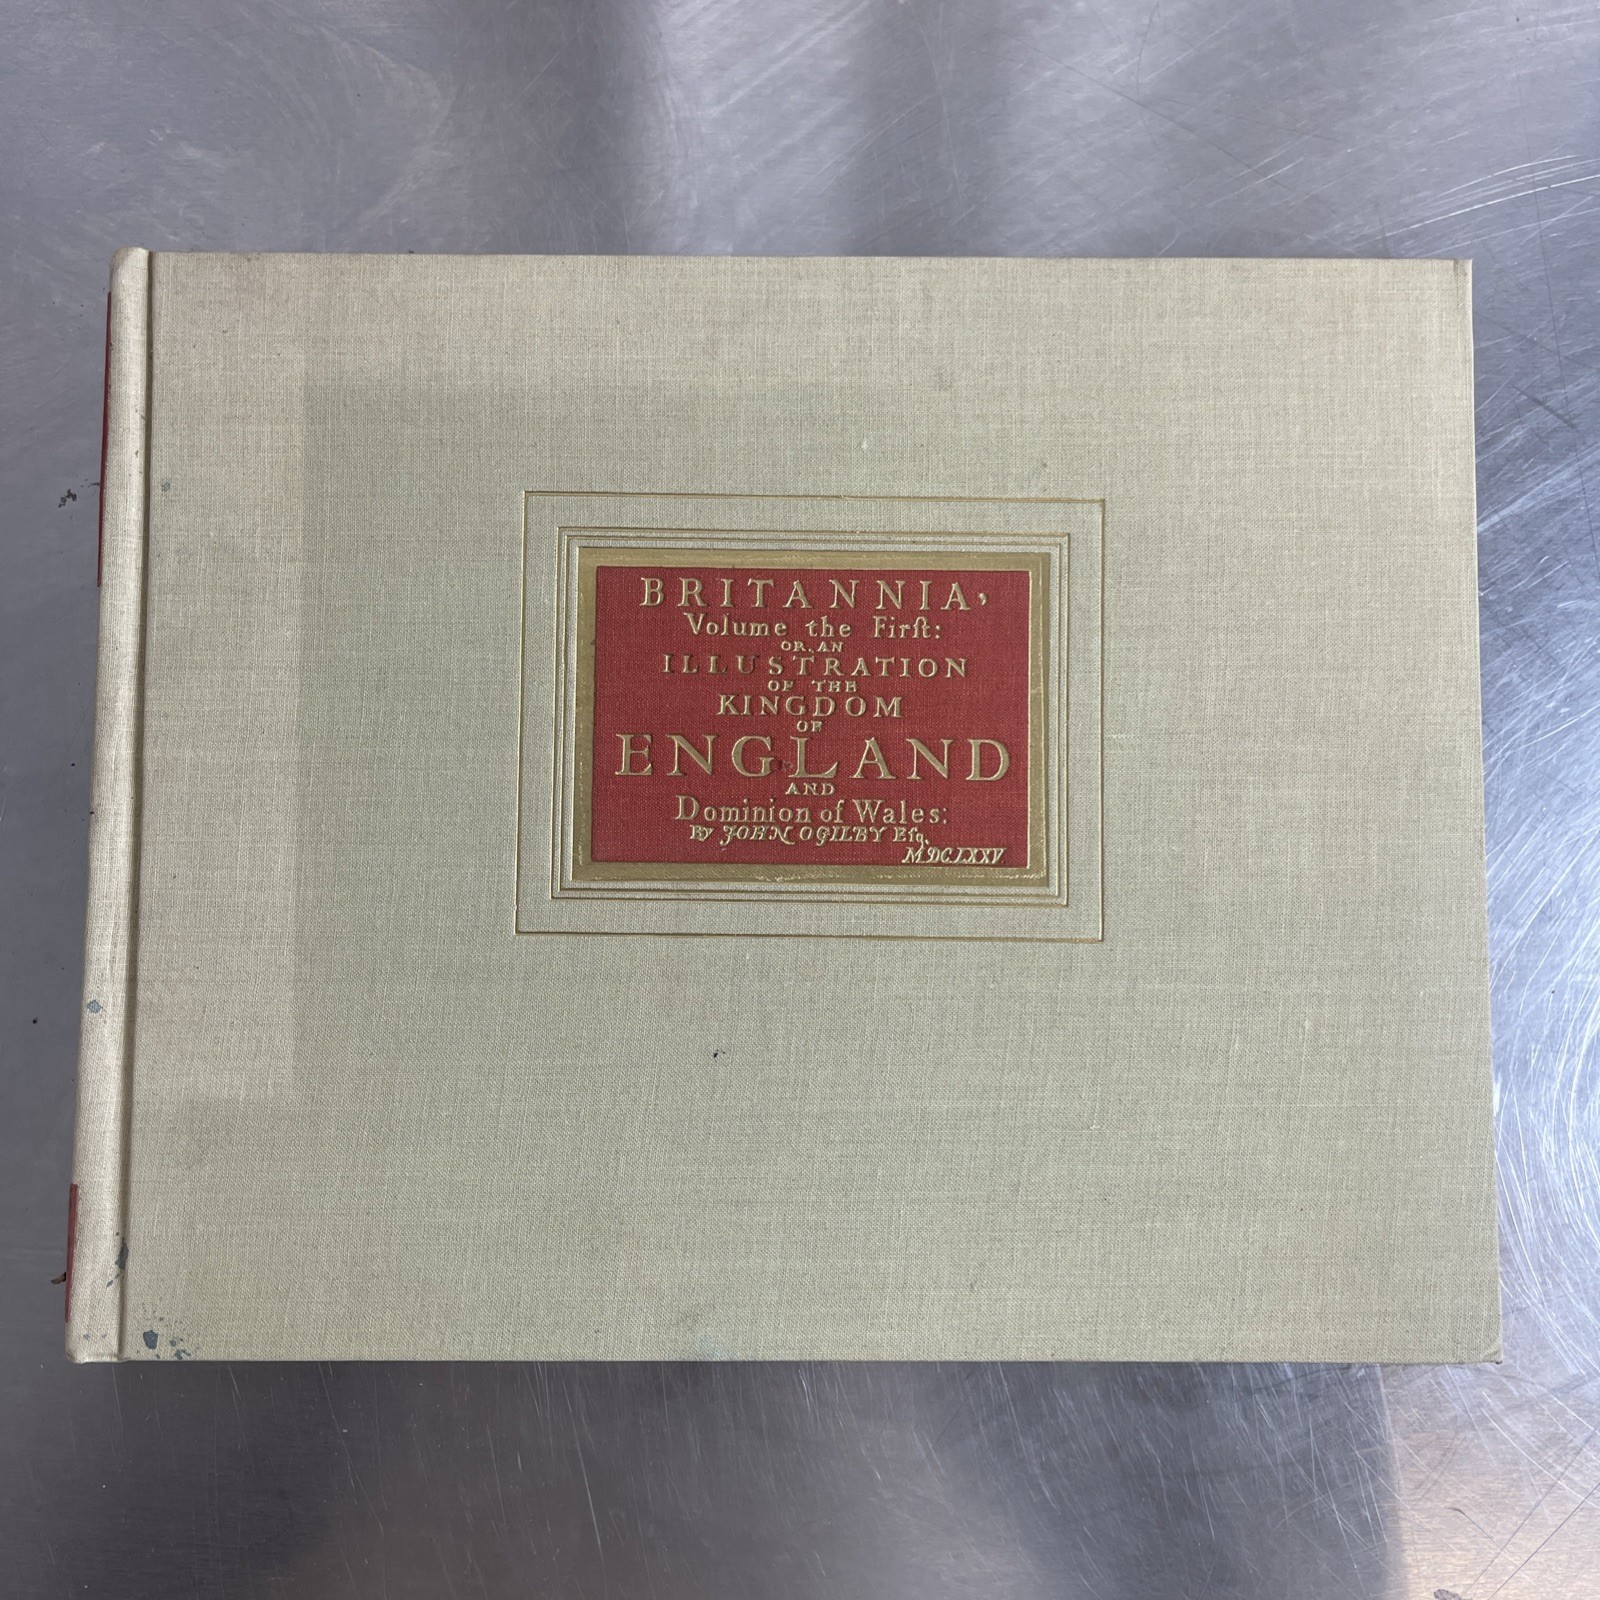 BRITANNIA,
Volume the Firſt:
OR, AN
ILLUSTRATION
OF THE
KINGDOM
OF
ENGLAND
AND
Dominion of Wales:
By JOHN OGILBY Eſq.
MDCLXXV.